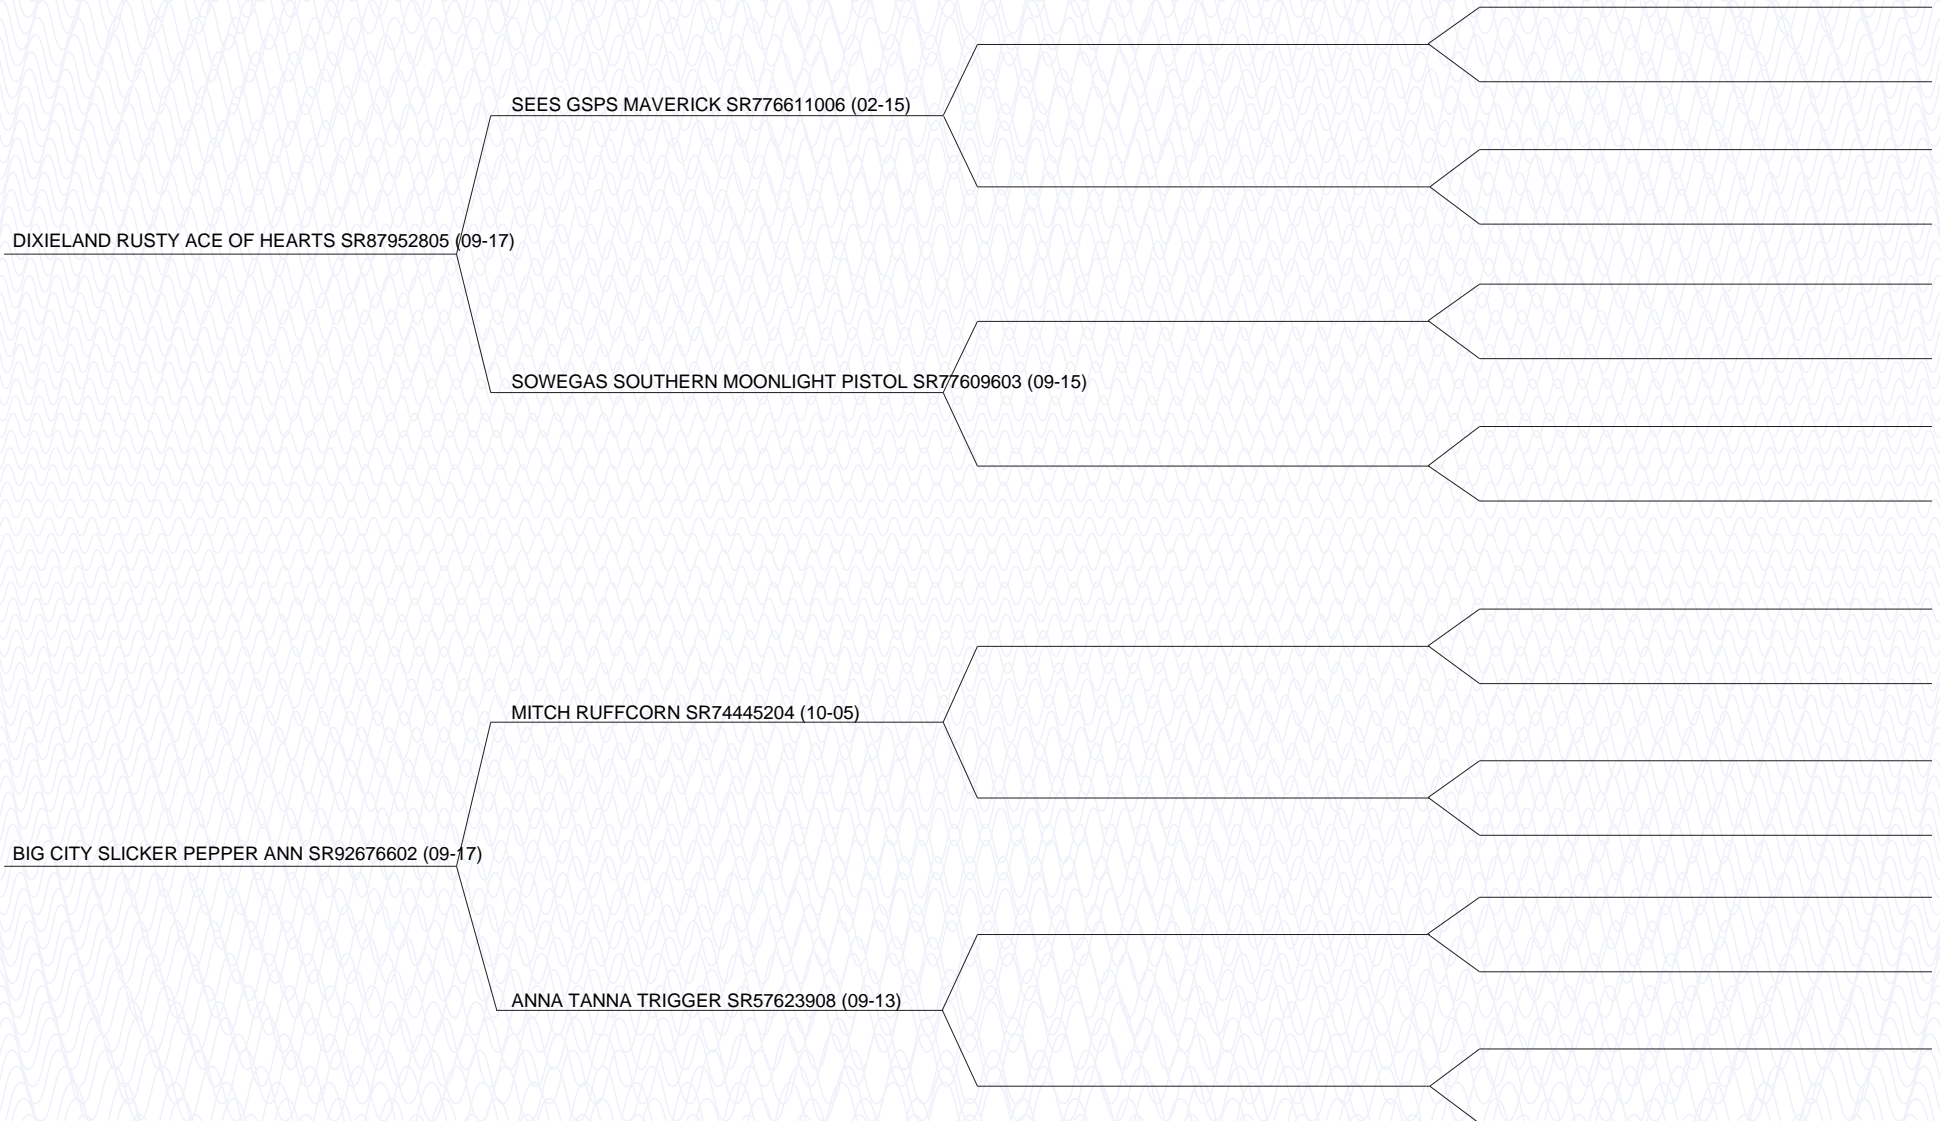 SEES GSPS MAVERICK SR776611006 (02-15)
DIXIELAND RUSTY ACE OF HEARTS SR87952805 (09-17)
SOWEGAS SOUTHERN MOONLIGHT PISTOL SR77609603 (09-15)
MITCH RUFFCORN SR74445204 (10-05)
BIG CITY SLICKER PEPPER ANN SR92676602 (09-17)
ANNA TANNA TRIGGER SR57623908 (09-13)